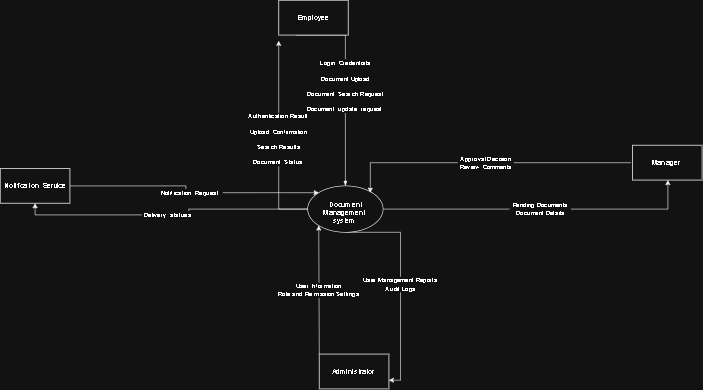 Employee
Login Credentials
Document Upload
Document Search Request
Document update request
Authentication Result
Upload Confirmation
Search Results
Document Status
Approval Decision
Review Comments
Manager
Notification Service
Notification Request
Document
Management
system
Pending Documents
Document Details
Delivery statuses
User Information
Role and Permission Settings
User Management Reports
Audit Logs
Administrator